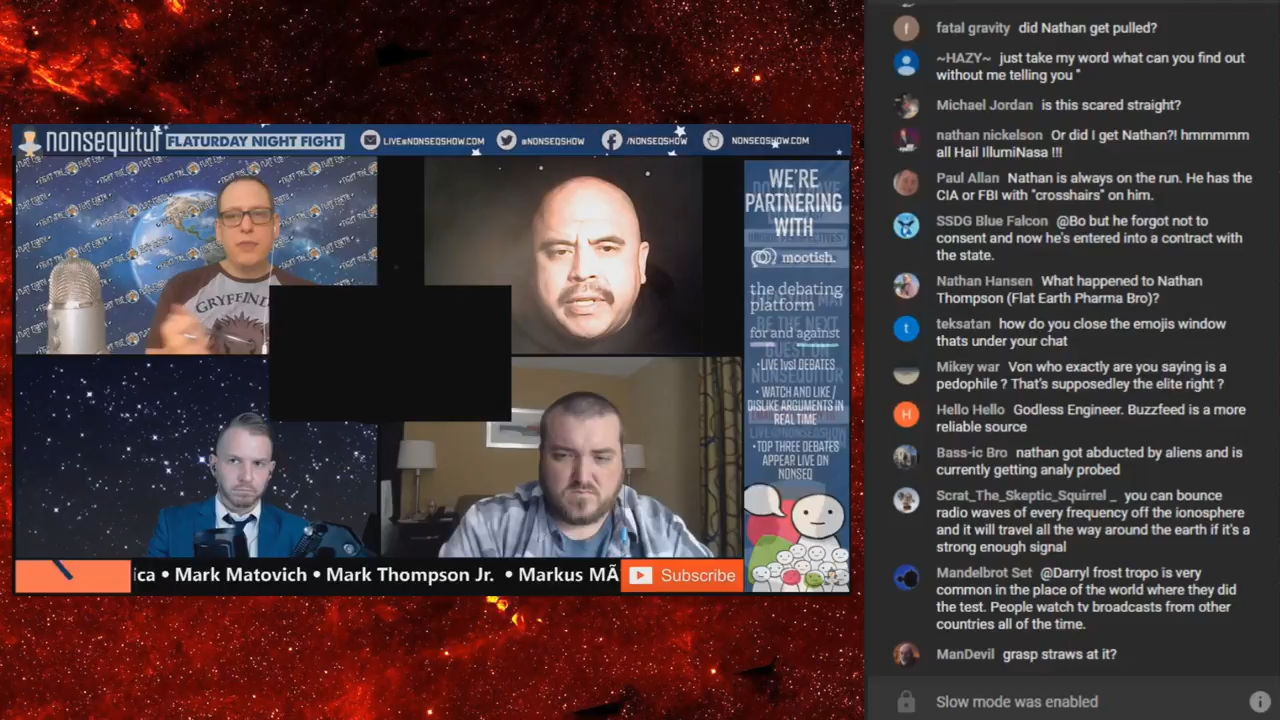 nonsequitur FLATURDAY NIGHT FIGHT LIVE@NONSEQSHOW.COM @NONSEQSHOW /NONSEQSHOW NONSEQSHOW.COM
GRYFFIND
WE'RE
PARTNERING
WITH
mootish.
the debating
platform
for and against
• LIVE 1vs1 DEBATES
• WATCH AND LIKE /
DISLIKE ARGUMENTS IN
REAL TIME
• TOP THREE DEBATES
APPEAR LIVE ON
NONSEQ
ica • Mark Matovich • Mark Thompson Jr. • Markus MÃ
Subscribe
fatal gravity did Nathan get pulled?
~HAZY~ just take my word what can you find out
without me telling you "
Michael Jordan is this scared straight?
nathan nickelson Or did I get Nathan?! hmmmmm
all Hail IllumiNasa !!!
Paul Allan Nathan is always on the run. He has the
CIA or FBI with "crosshairs" on him.
SSDG Blue Falcon @Bo but he forgot not to
consent and now he's entered into a contract with
the state.
Nathan Hansen What happened to Nathan
Thompson (Flat Earth Pharma Bro)?
teksatan how do you close the emojis window
thats under your chat
Mikey war Von who exactly are you saying is a
pedophile ? That's supposedley the elite right ?
Hello Hello Godless Engineer. Buzzfeed is a more
reliable source
Bass-ic Bro nathan got abducted by aliens and is
currently getting analy probed
Scrat_The_Skeptic_Squirrel _ you can bounce
radio waves of every frequency off the ionosphere
and it will travel all the way around the earth if it's a
strong enough signal
Mandelbrot Set @Darryl frost tropo is very
common in the place of the world where they did
the test. People watch tv broadcasts from other
countries all of the time.
ManDevil grasp straws at it?
Slow mode was enabled